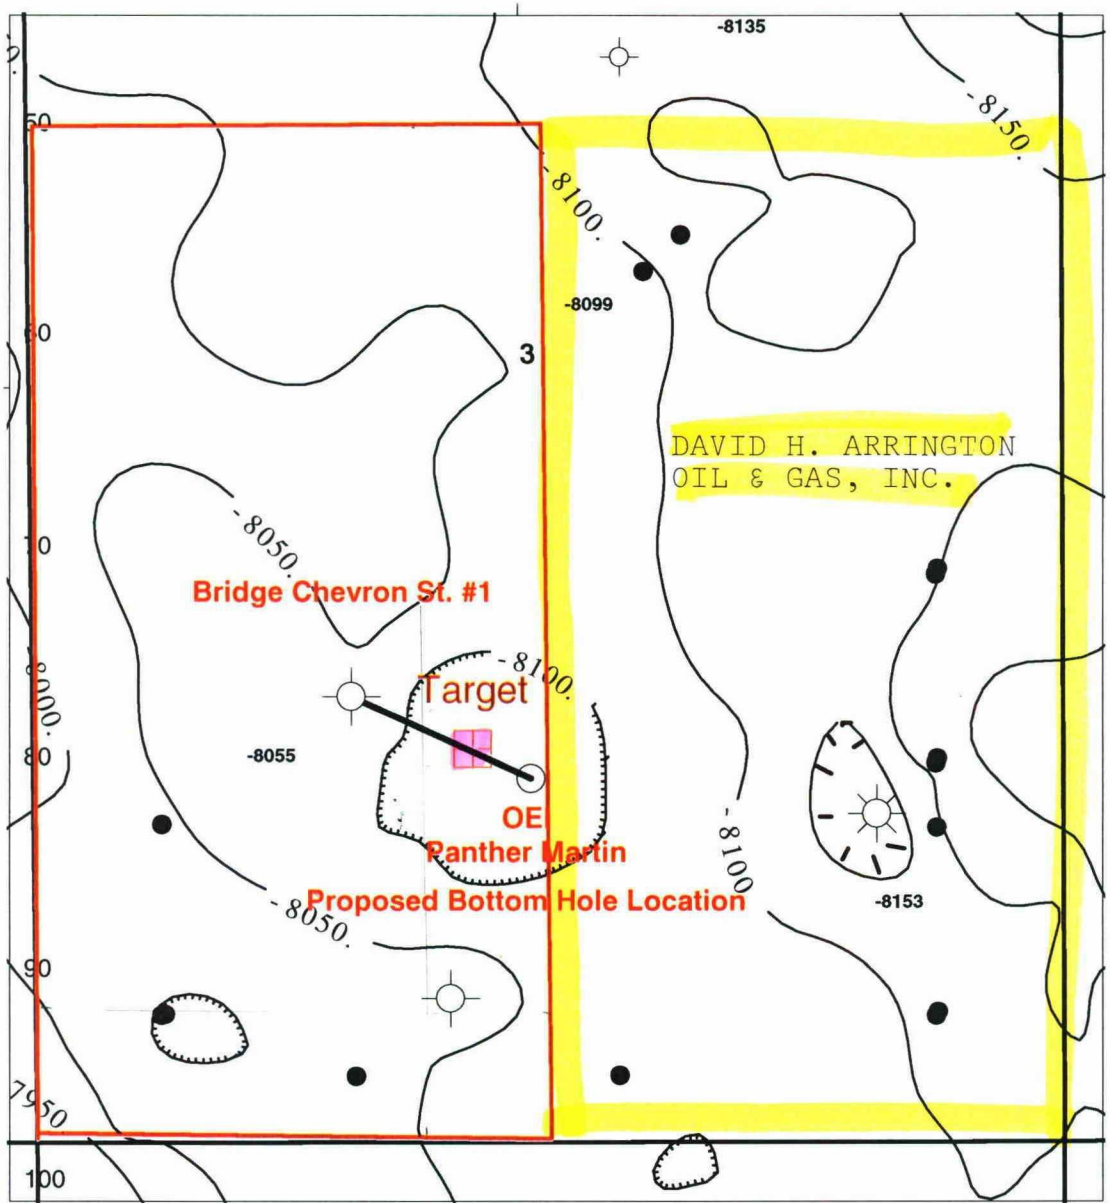 -8135
-8150.
50
-8100.
-8099
60
3
DAVID H. ARRINGTON
OIL & GAS, INC.
-8050.
70
Bridge Chevron St. #1
-8100.
Target
-8000.
-8055
80
OE
Panther Martin
-8100
Proposed Bottom Hole Location
-8153
-8050.
90
-7950
100